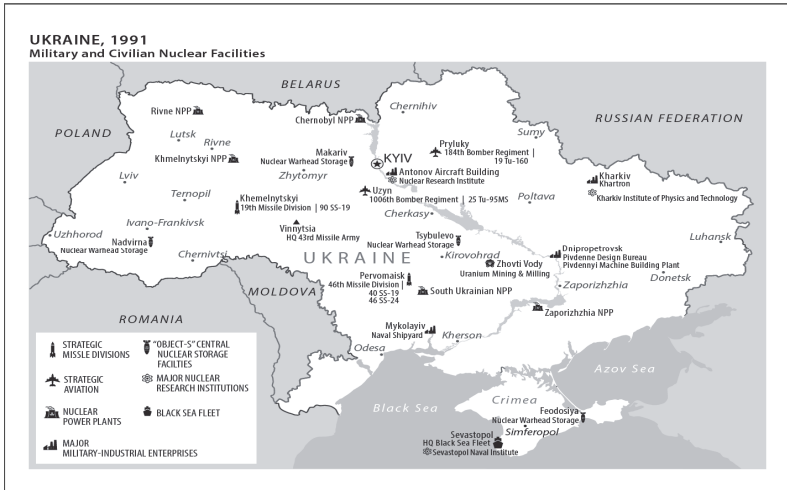 UKRAINE, 1991
Military and Civilian Nuclear Facilities
BELARUS
POLAND
RUSSIAN FEDERATION
Rivne NPP
Chernobyl NPP
Chernihiv
Lutsk
Rivne
Sumy
Makariv
Nuclear Warhead Storage
KYIV
Pryluky
184th Bomber Regiment |
19 Tu-160
Khmelnytskyi NPP
Zhytomyr
Antonov Aircraft Building
Nuclear Research Institute
Kharkiv
Khartron
Kharkiv Institute of Physics and Technology
Lviv
Ternopil
Khemelnytskyi
19th Missile Division | 90 SS-19
Uzyn
1006th Bomber Regiment | 25 Tu-95MS
Poltava
Cherkasy
Uzhhorod
Ivano-Frankivsk
Nadvirna
Nuclear Warhead Storage
Vinnytsia
HQ 43rd Missile Army
Tsybulevo
Nuclear Warhead Storage
Luhansk
Chernivtsi
UKRAINE
Kirovohrad
Zhovti Vody
Uranium Mining & Milling
Dnipropetrovsk
Pivdenne Design Bureau
Pivdennyi Machine Building Plant
Donetsk
Pervomaisk
46th Missile Division |
40 SS-19
46 SS-24
South Ukrainian NPP
Zaporizhzhia
Zaporizhzhia NPP
MOLDOVA
ROMANIA
Mykolayiv
Naval Shipyard
Kherson
Odesa
Azov Sea
Black Sea
Crimea
Feodosiya
Nuclear Warhead Storage
Simferopol
Sevastopol
HQ Black Sea Fleet
Sevastopol Naval Institute
STRATEGIC
MISSLE DIVISIONS
"OBJECT-S" CENTRAL
NUCLEAR STORAGE
FACILTIES
STRATEGIC
AVIATION
MAJOR NUCLEAR
RESEARCH INSTITUTIONS
NUCLEAR
POWER PLANTS
BLACK SEA FLEET
MAJOR
MILITARY-INDUSTRIAL ENTERPRISES